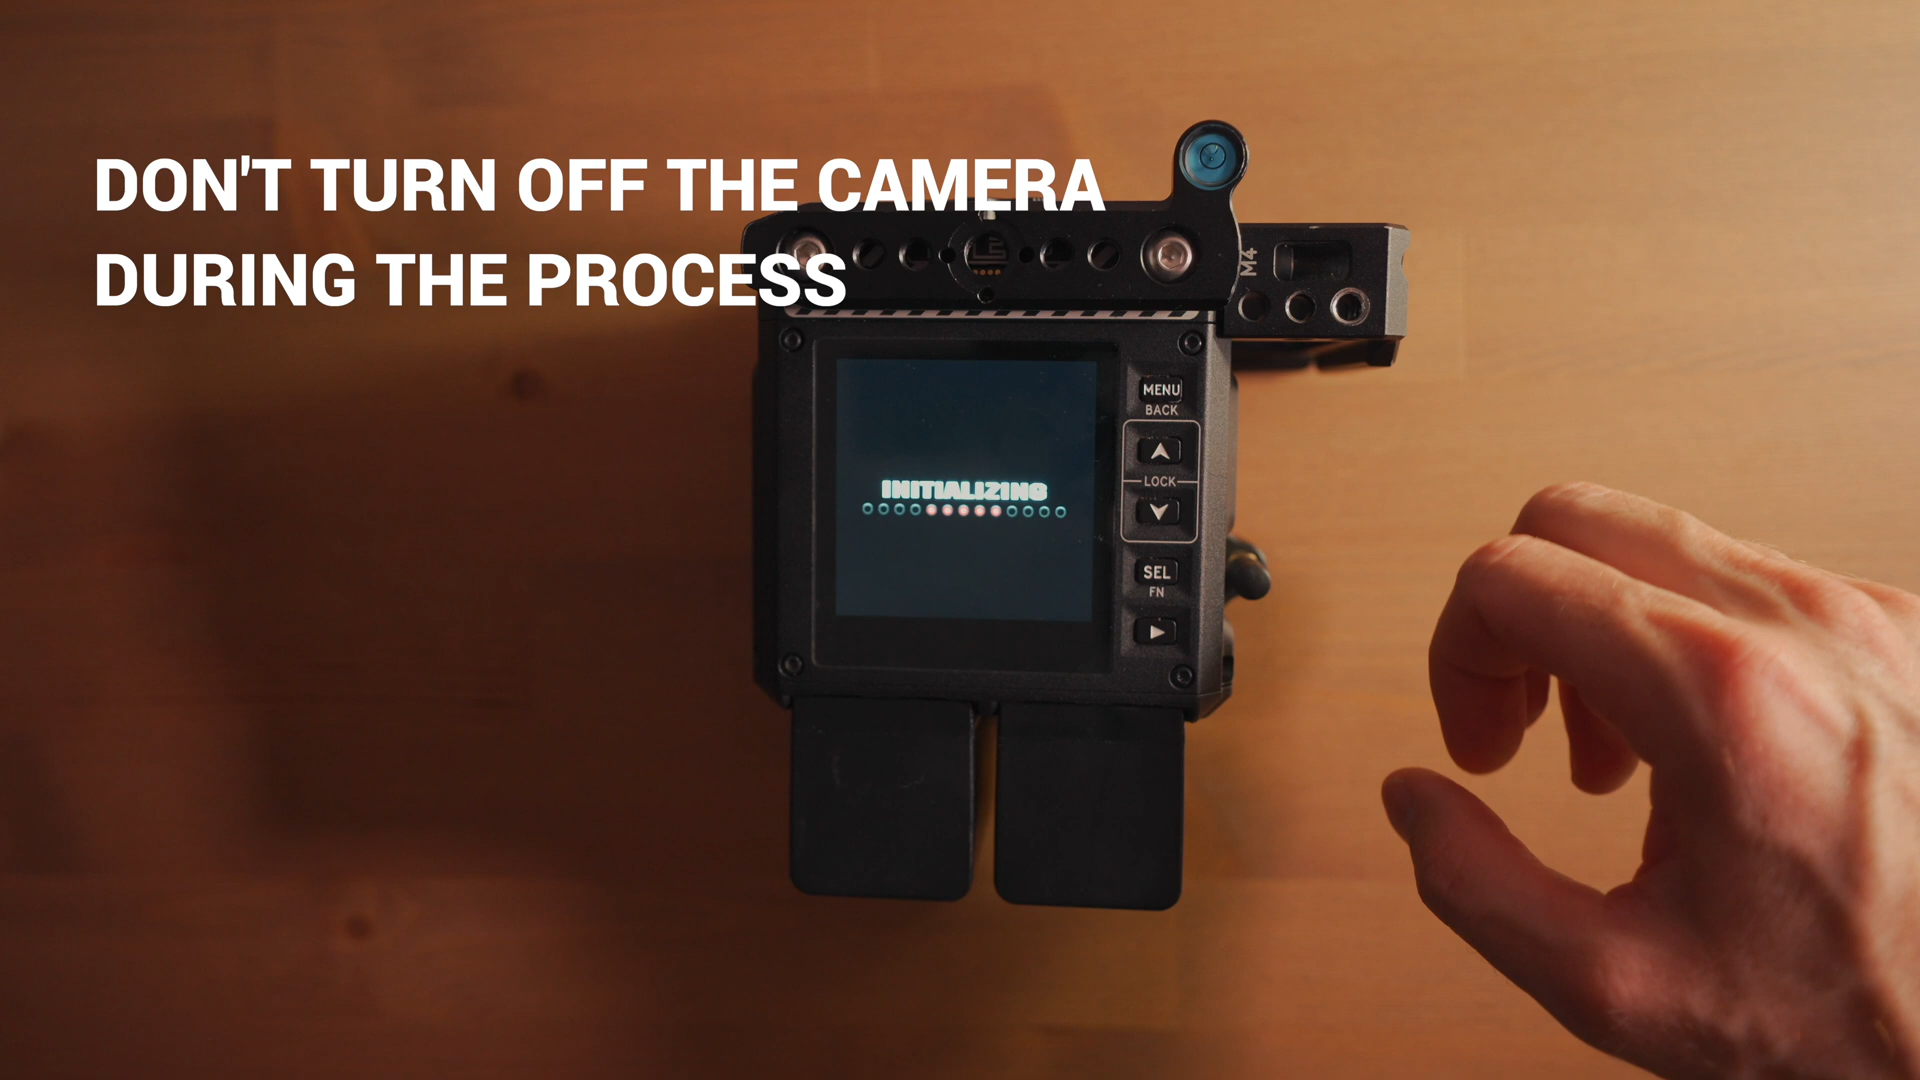 DON'T TURN OFF THE CAMERA
DURING THE PROCESS
M4
MENU
BACK
LOCK
SEL
FN
INITIALIZING